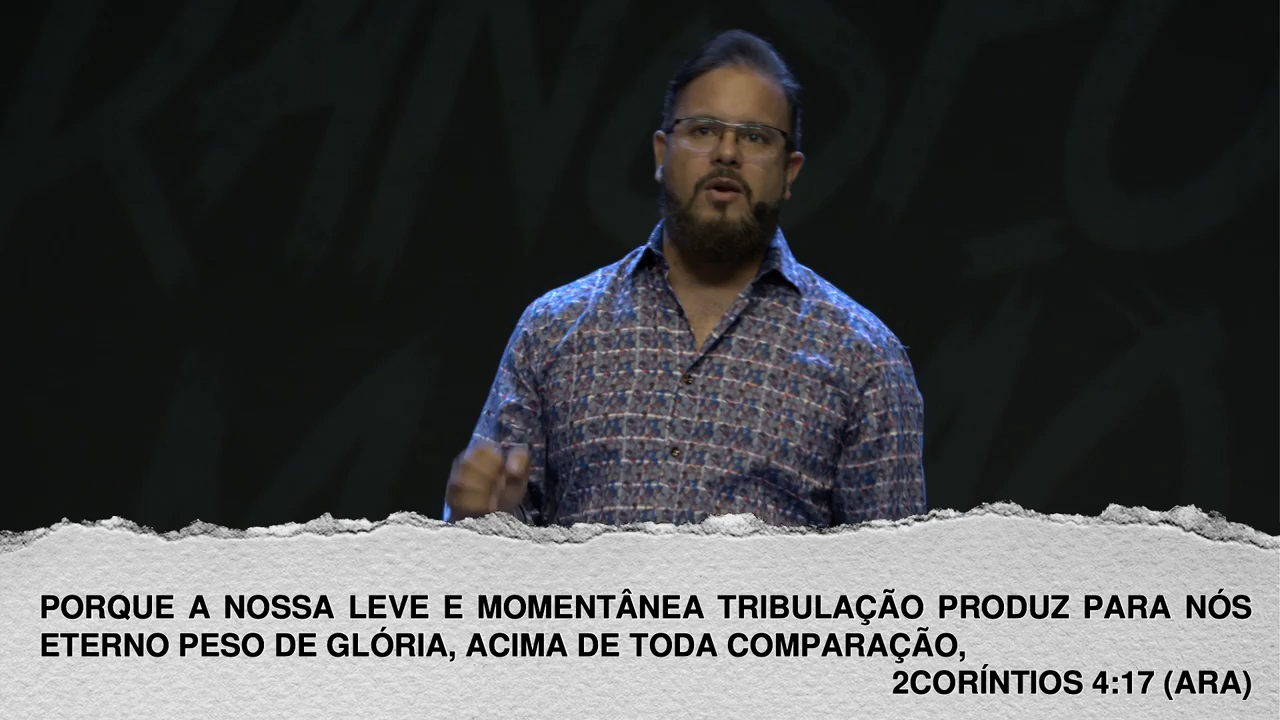 PORQUE A NOSSA LEVE E MOMENTÂNEA TRIBULAÇÃO PRODUZ PARA NÓS
ETERNO PESO DE GLÓRIA, ACIMA DE TODA COMPARAÇÃO,
2CORÍNTIOS 4:17 (ARA)